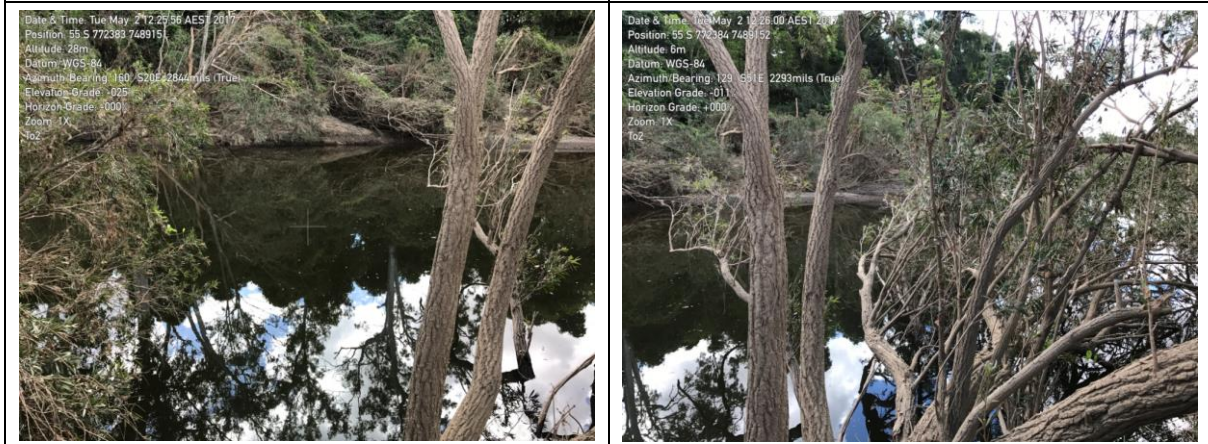 Date & Time: Tue May 2 12:25:56 AEST 2017
Position: 55 S 772383 7489151
Altitude: 28m
Datum: WGS-84
Azimuth/Bearing: 160 S20E 2844mils (True)
Elevation Grade: -025
Horizon Grade: -000%
Zoom: 1X
To2
Date & Time: Tue May 2 12:26:00 AEST 2017
Position: 55 S 772384 7489152
Altitude: 6m
Datum: WGS-84
Azimuth/Bearing: 129 S51E 2293mils (True)
Elevation Grade: -011
Horizon Grade: +000%
Zoom: 1X
To2